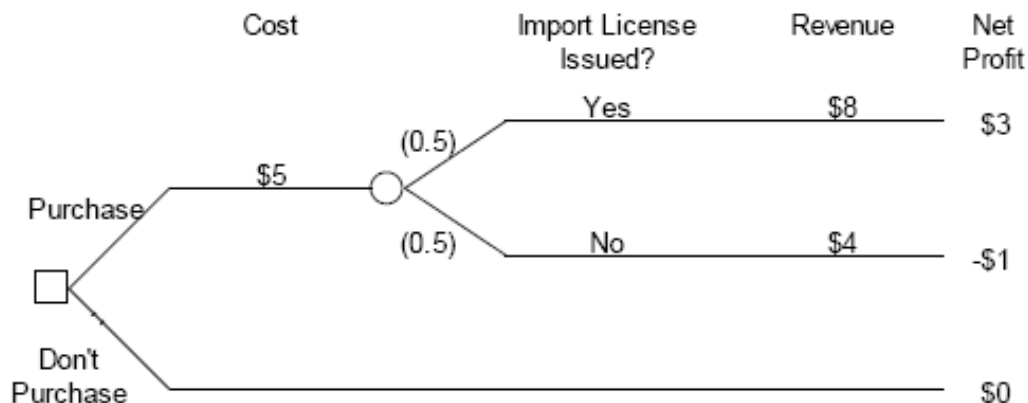 Cost Import License Revenue Net
Issued? Profit
Yes $8
$3
(0.5)
$5
Purchase
(0.5) No $4
-$1
Don't
Purchase $0